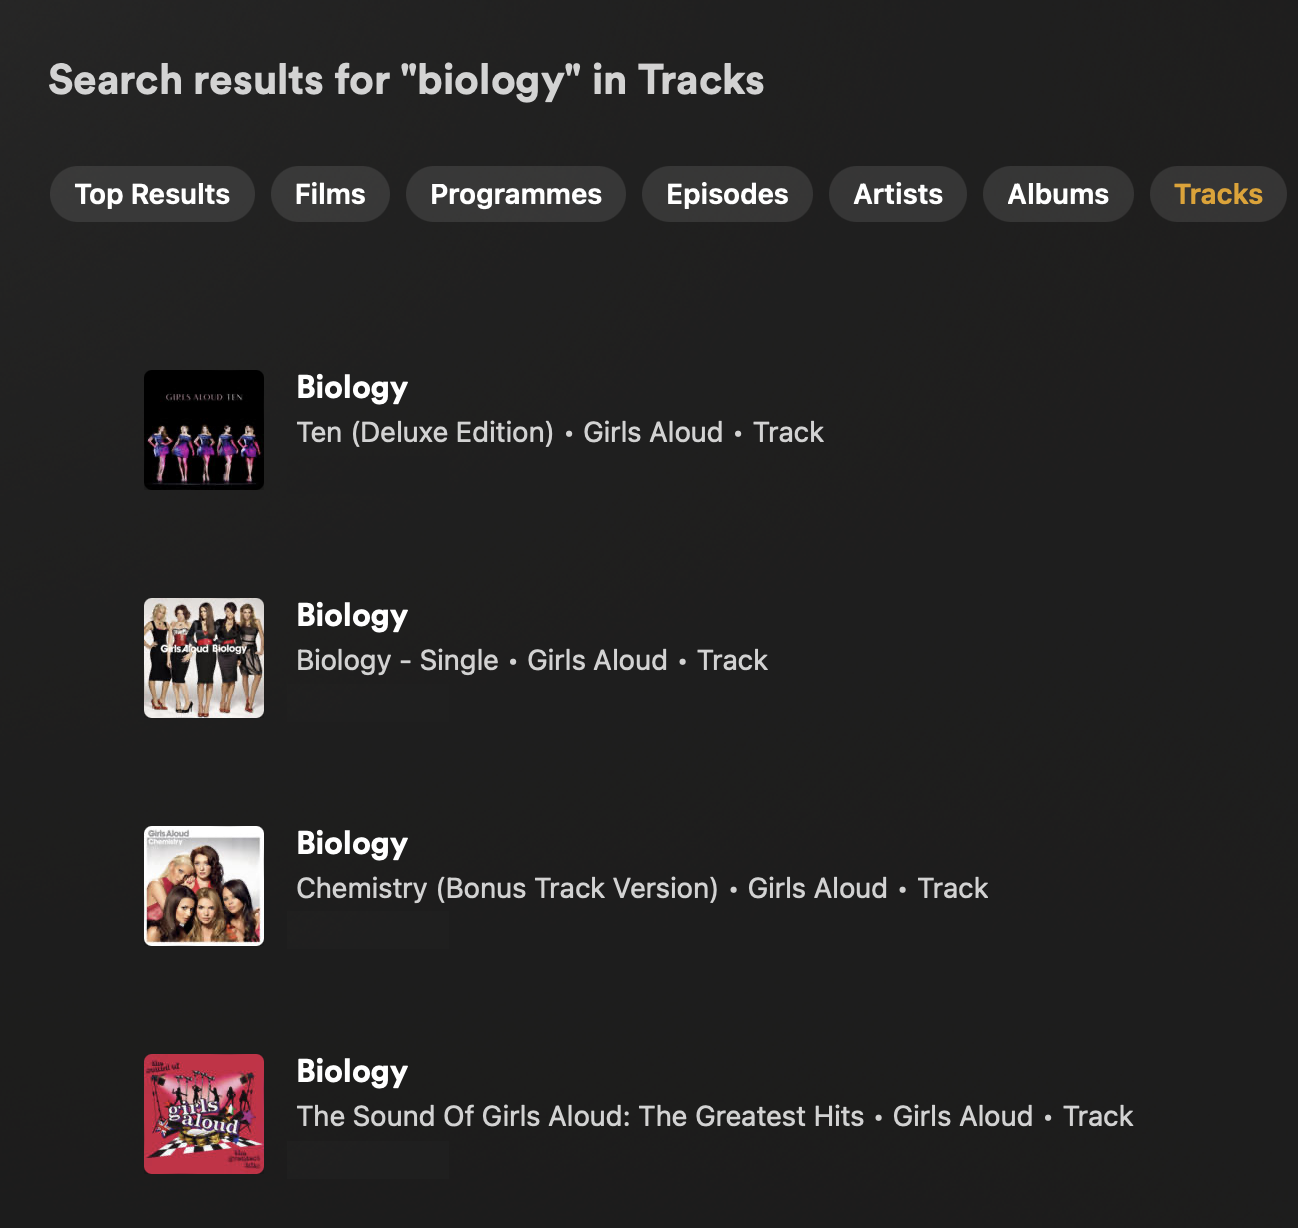 Search results for "biology" in Tracks
Top Results Films Programmes Episodes Artists Albums Tracks
GIRLS ALOUD TEN
Biology
Ten (Deluxe Edition) • Girls Aloud • Track
Girls Aloud Biology
Biology
Biology - Single • Girls Aloud • Track
Girls Aloud
Chemistry
Biology
Chemistry (Bonus Track Version) • Girls Aloud • Track
the sound of
girls
aloud
the greatest
hits
Biology
The Sound Of Girls Aloud: The Greatest Hits • Girls Aloud • Track